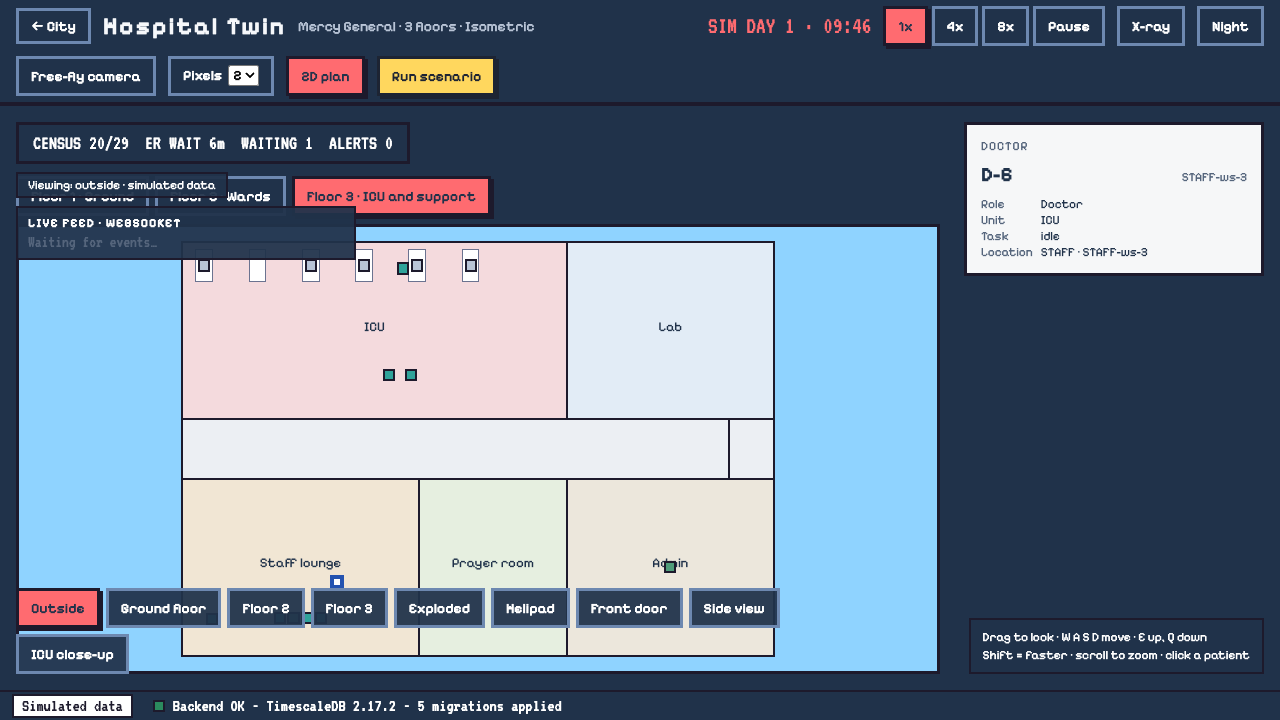 ← City
Hospital Twin
Mercy General · 3 floors · Isometric
SIM DAY 1 · 09:46
1x
4x
8x
Pause
X-ray
Night
Free-fly camera
Pixels 2
2D plan
Run scenario
CENSUS 20/29 ER WAIT 6m WAITING 1 ALERTS 0
Viewing: outside · simulated data
Wards
Floor 3 · ICU and support
LIVE FEED · WEBSOCKET
Waiting for events…
ICU
Lab
Staff lounge
Prayer room
Outside
Ground floor
Floor 2
Floor 3
Exploded
Helipad
Front door
Side view
ICU close-up
DOCTOR
D-6
STAFF-ws-3
Role Doctor
Unit ICU
Task idle
Location STAFF · STAFF-ws-3
Drag to look · W A S D move · E up, Q down
Shift = faster · scroll to zoom · click a patient
Simulated data
Backend OK - TimescaleDB 2.17.2 - 5 migrations applied